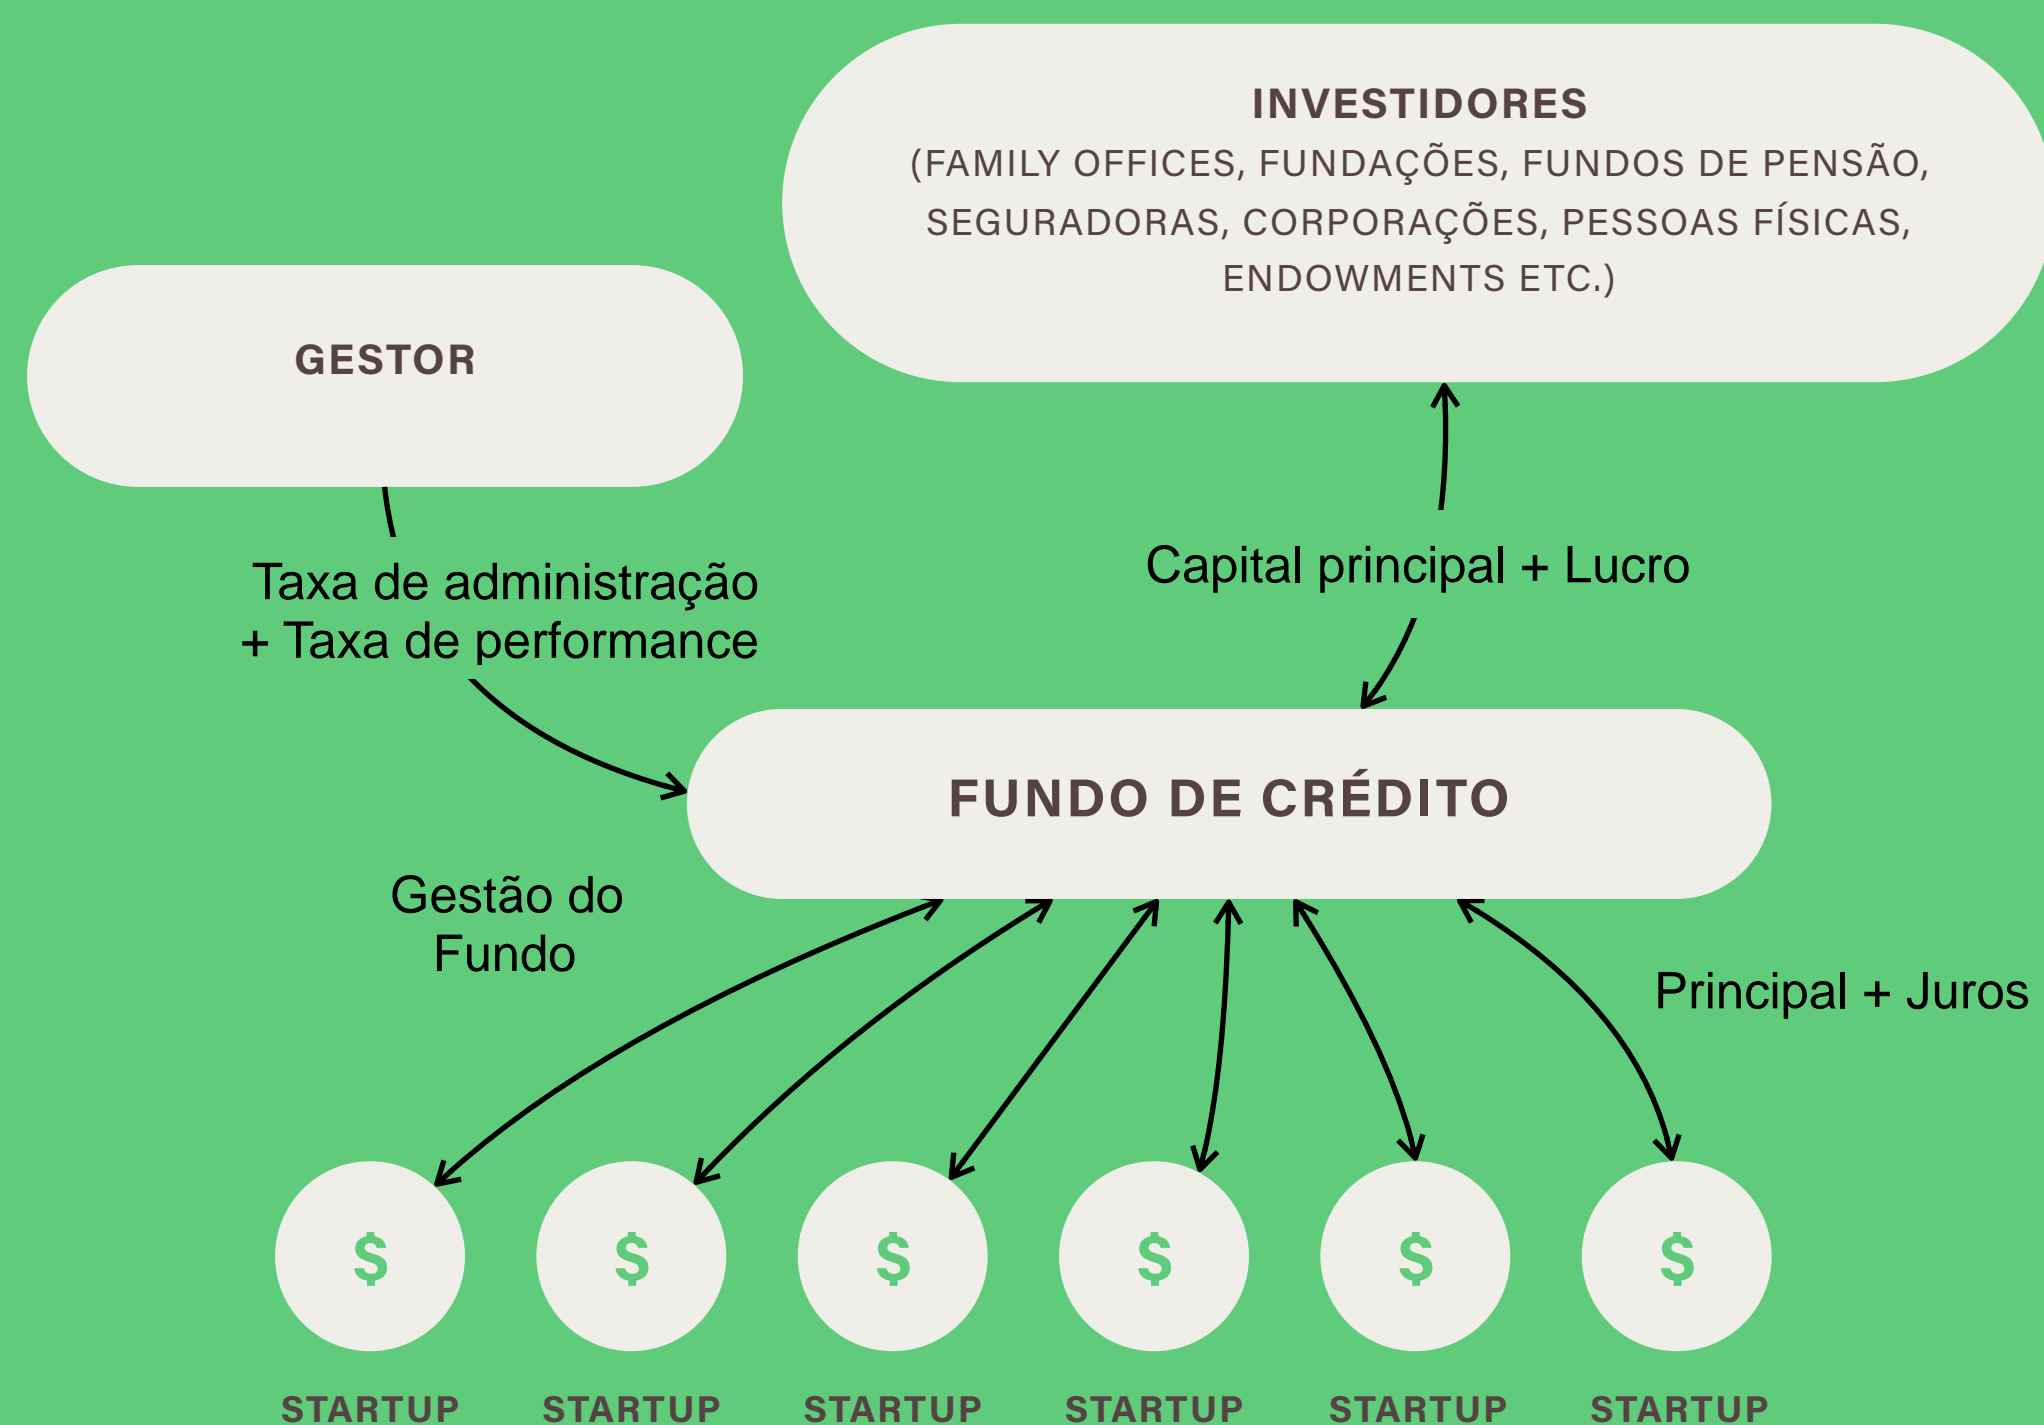 INVESTIDORES
(FAMILY OFFICES, FUNDAÇÕES, FUNDOS DE PENSÃO,
SEGURADORAS, CORPORAÇÕES, PESSOAS FÍSICAS,
ENDOWMENTS ETC.)
GESTOR
Taxa de administração
+ Taxa de performance
Capital principal + Lucro
FUNDO DE CRÉDITO
Gestão do
Fundo
Principal + Juros
$ $ $ $ $ $
STARTUP STARTUP STARTUP STARTUP STARTUP STARTUP